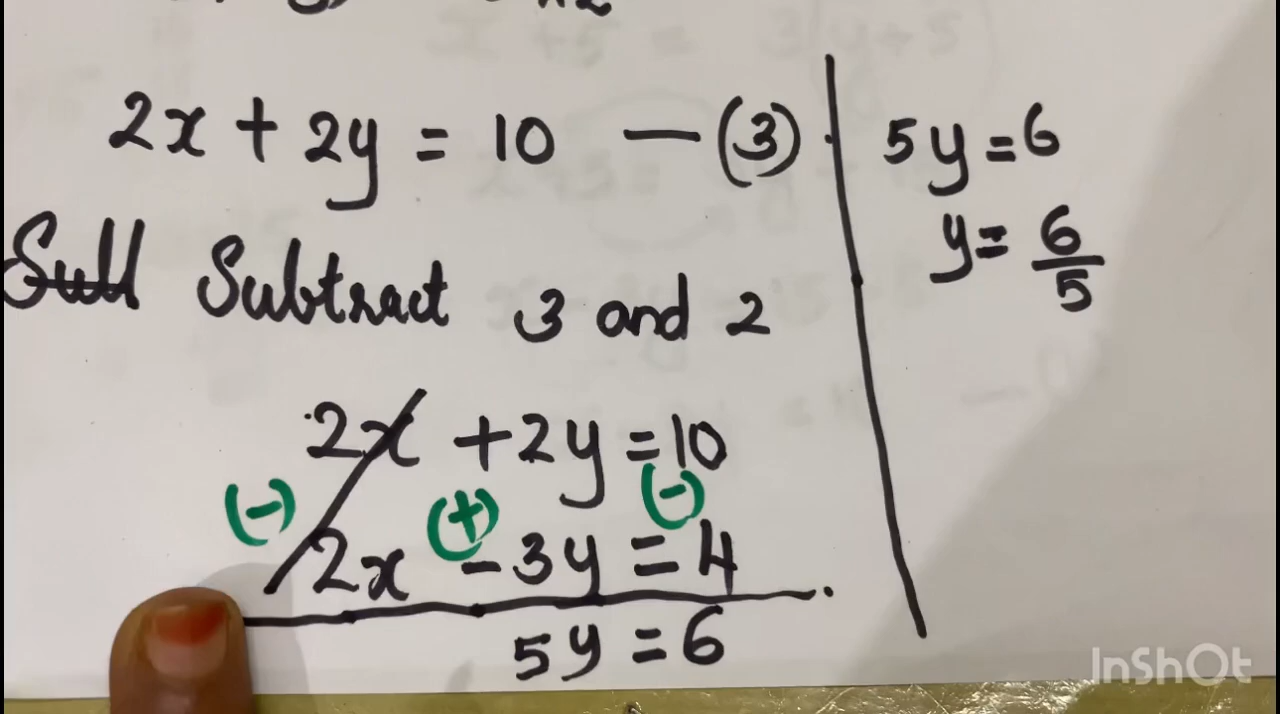 2x + 2y = 10 — (3)
Subtract 3 and 2
2x + 2y = 10
(-) (+) (-)
2x - 3y = 4
5y = 6
5y = 6
y = 6/5
InShOt